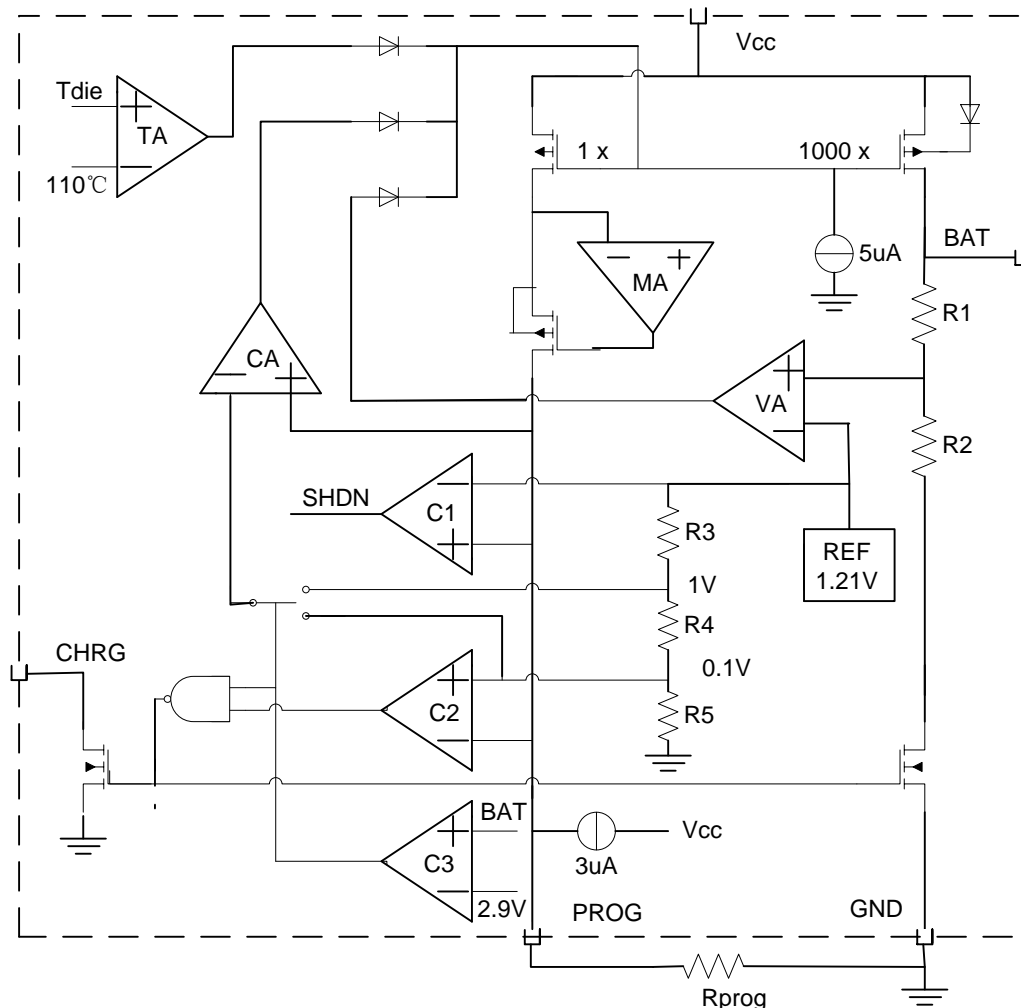 Vcc
Tdie
TA
110℃
1 x
1000 x
BAT
5uA
MA
R1
CA
VA
R2
SHDN
C1
R3
REF
1.21V
1V
R4
CHRG
0.1V
C2
R5
BAT
Vcc
C3
3uA
2.9V
PROG
GND
Rprog